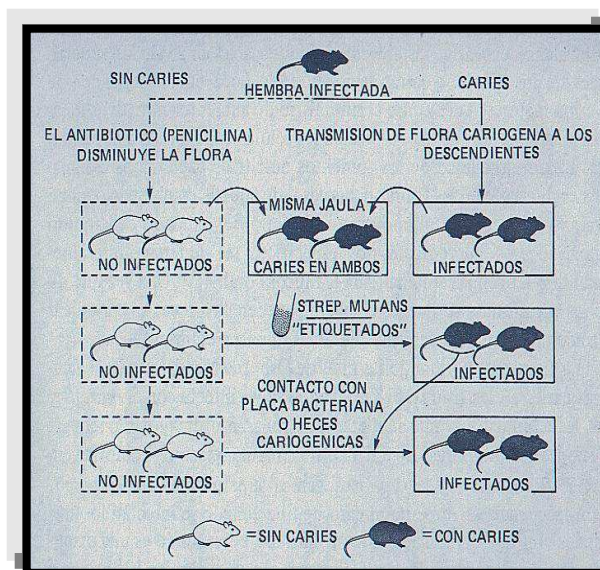 SIN CARIES
HEMBRA INFECTADA
CARIES
EL ANTIBIOTICO (PENICILINA)
DISMINUYE LA FLORA
TRANSMISION DE FLORA CARIOGENA A LOS
DESCENDIENTES
MISMA JAULA
NO INFECTADOS
CARIES EN AMBOS
INFECTADOS
STREP. MUTANS
"ETIQUETADOS"
NO INFECTADOS
INFECTADOS
CONTACTO CON
PLACA BACTERIANA
O HECES
CARIOGENICAS
NO INFECTADOS
INFECTADOS
=SIN CARIES
=CON CARIES